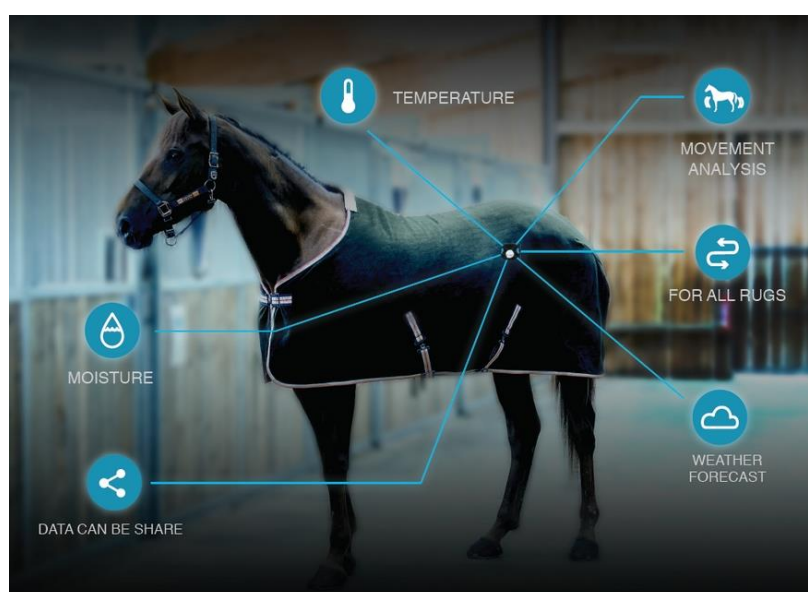 TEMPERATURE
MOVEMENT
ANALYSIS
FOR ALL RUGS
MOISTURE
WEATHER
FORECAST
DATA CAN BE SHARE